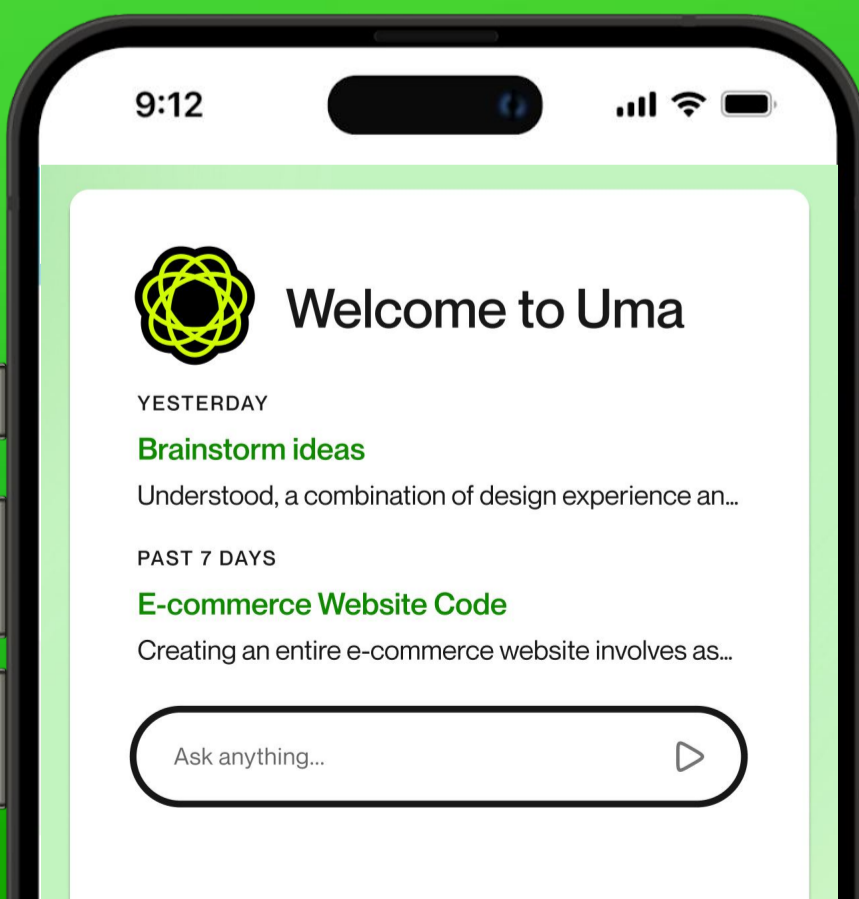 9:12
Welcome to Uma
YESTERDAY
Brainstorm ideas
Understood, a combination of design experience an...
PAST 7 DAYS
E-commerce Website Code
Creating an entire e-commerce website involves as...
Ask anything...